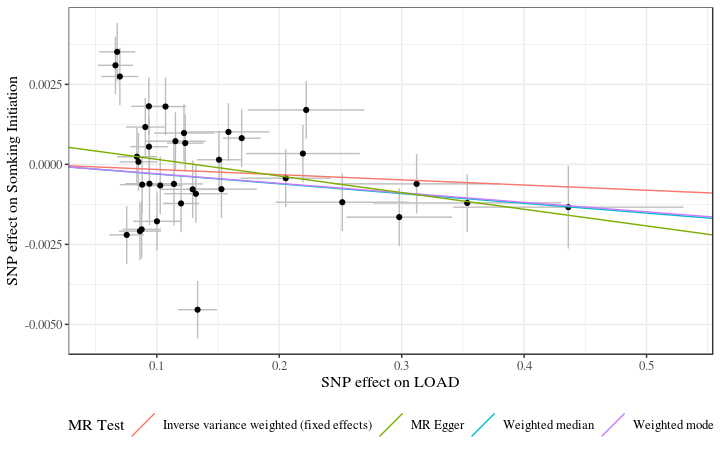 SNP effect on Somking Initiation
0.0025
0.0000
-0.0025
-0.0050
0.1 0.2 0.3 0.4 0.5
SNP effect on LOAD
MR Test Inverse variance weighted (fixed effects) MR Egger Weighted median Weighted mode